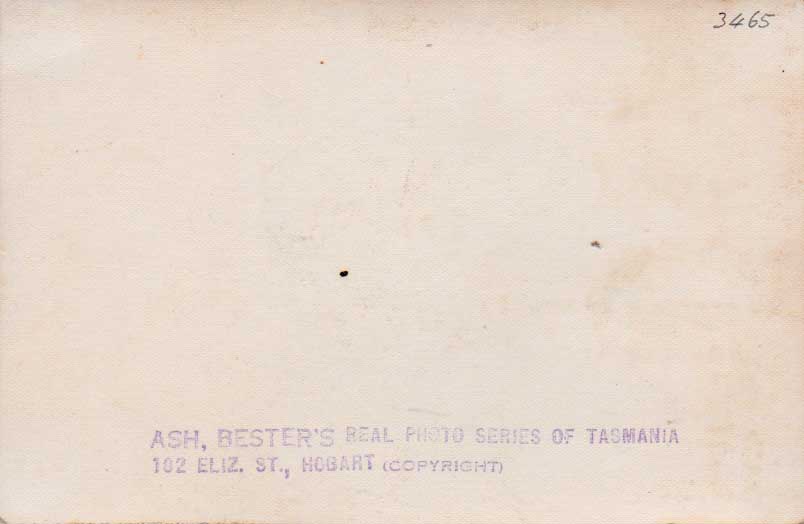 3465
ASH, BESTER'S REAL PHOTO SERIES OF TASMANIA
102 ELIZ. ST., HOBART (COPYRIGHT)